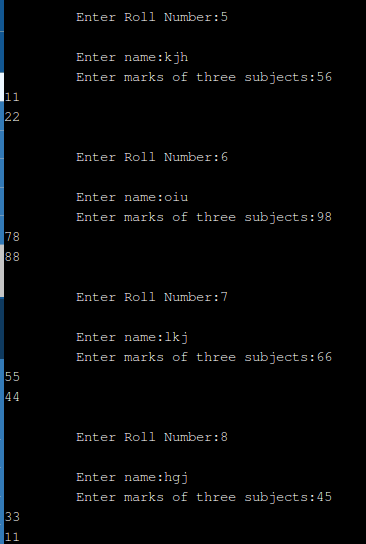 Enter Roll Number:5
Enter name:kjh
Enter marks of three subjects:56
11
22
Enter Roll Number:6
Enter name:oiu
Enter marks of three subjects:98
78
88
Enter Roll Number:7
Enter name:lkj
Enter marks of three subjects:66
55
44
Enter Roll Number:8
Enter name:hgj
Enter marks of three subjects:45
33
11